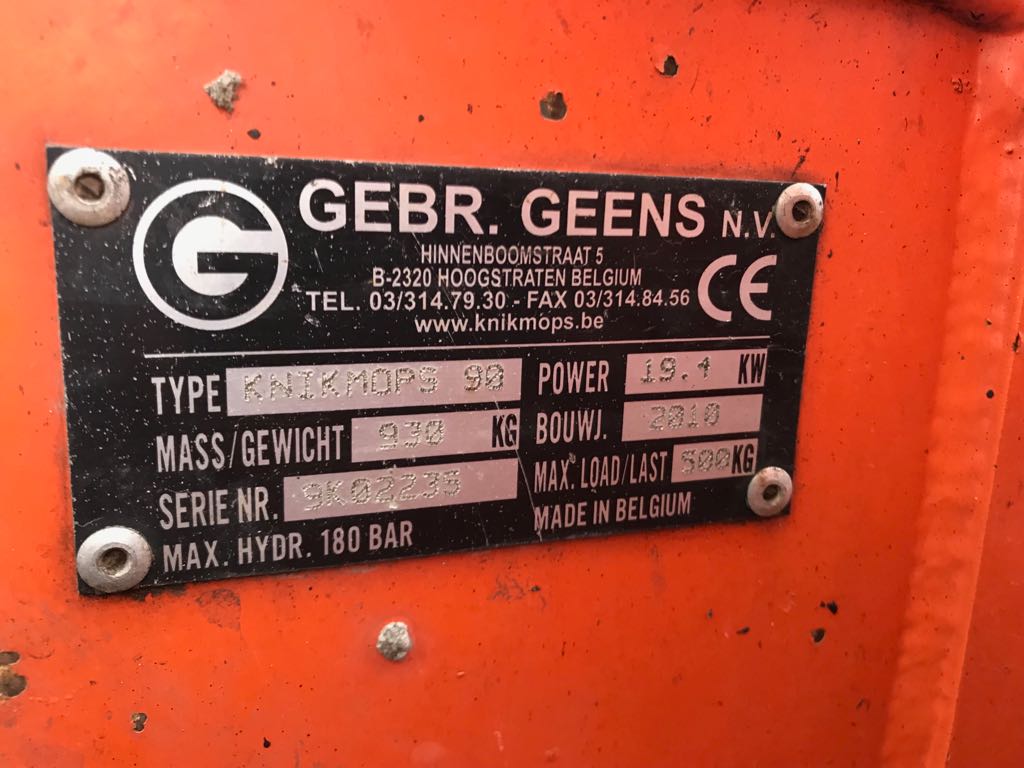 G GEBR. GEENS N.V.
HINNENBOOMSTRAAT 5
B-2320 HOOGSTRATEN BELGIUM
TEL. 03/314.79.30 - FAX 03/314.84.56
www.knikmops.be
CE
TYPE KNIKMOPS 90 POWER 19.4 KW
MASS/GEWICHT 930 KG BOUWJ. 2010
SERIE NR. 9K02235 MAX. LOAD/LAST 500KG
MAX. HYDR. 180 BAR MADE IN BELGIUM